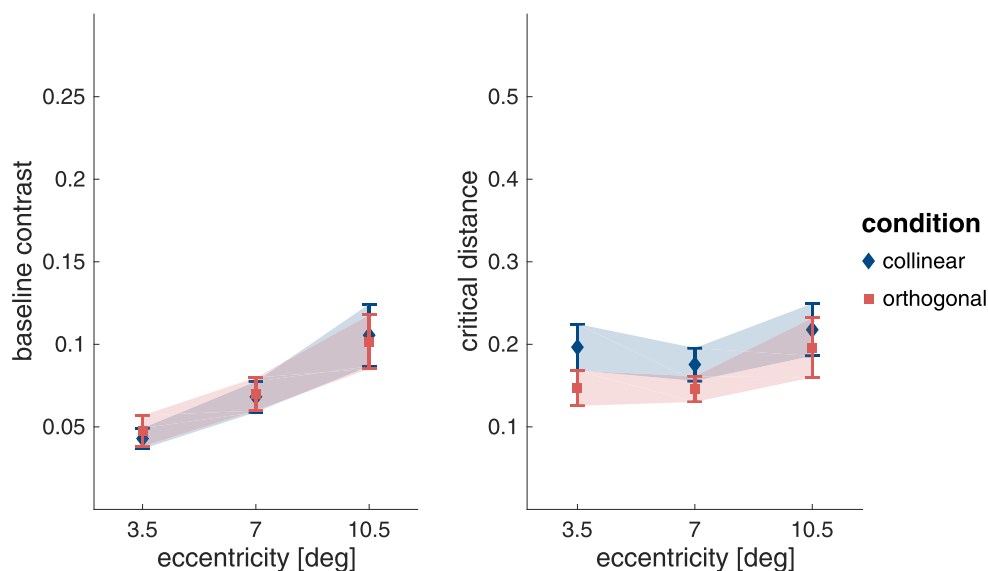 baseline contrast
0.25
0.2
0.15
0.1
0.05
3.5 7 10.5
eccentricity [deg]
critical distance
0.5
0.4
0.3
0.2
0.1
3.5 7 10.5
eccentricity [deg]
condition
collinear
orthogonal